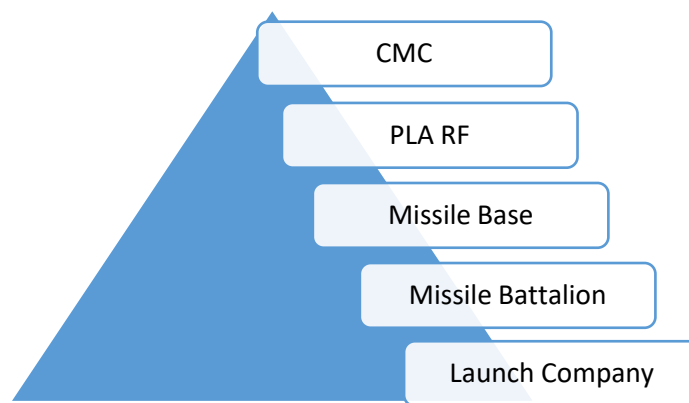 CMC
PLA RF
Missile Base
Missile Battalion
Launch Company